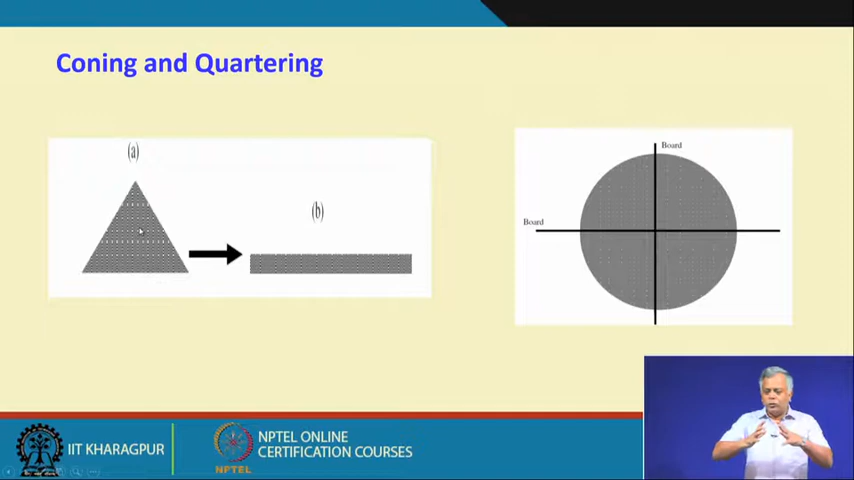 Coning and Quartering
(a)
(b)
Board
Board
IIT KHARAGPUR
NPTEL
NPTEL ONLINE
CERTIFICATION COURSES